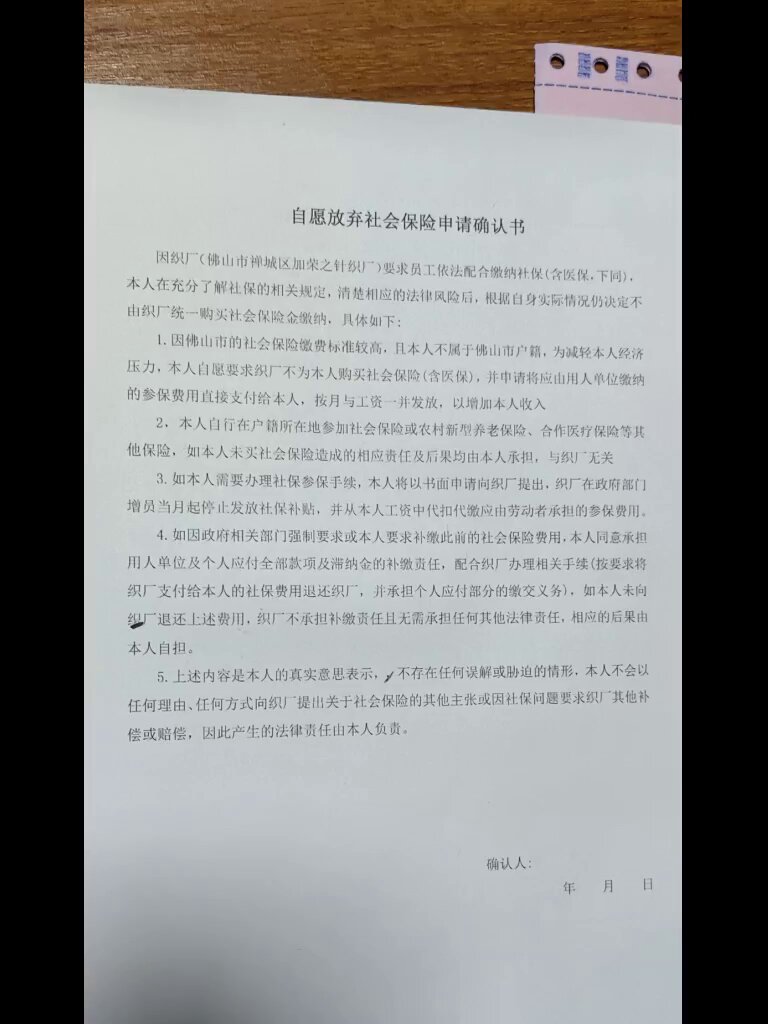 自愿放弃社会保险申请确认书
因织厂(佛山市禅城区加荣之针织厂)要求员工依法配合缴纳社保(含医保,下同),
本人在充分了解社保的相关规定,清楚相应的法律风险后,根据自身实际情况仍决定不
由织厂统一购买社会保险金缴纳,具体如下:
1.因佛山市的社会保险缴费标准较高,且本人不属于佛山市户籍,为减轻本人经济
压力,本人自愿要求织厂不为本人购买社会保险(含医保),并申请将应由用人单位缴纳
的参保费用直接支付给本人,按月与工资一并发放,以增加本人收入
2,本人自行在户籍所在地参加社会保险或农村新型养老保险、合作医疗保险等其
他保险,如本人未买社会保险造成的相应责任及后果均由本人承担,与织厂无关
3.如本人需要办理社保参保手续,本人将以书面申请向织厂提出,织厂在政府部门
增员当月起停止发放社保补贴,并从本人工资中代扣代缴应由劳动者承担的参保费用。
4.如因政府相关部门强制要求或本人要求补缴此前的社会保险费用,本人同意承担
用人单位及个人应付全部款项及滞纳金的补缴责任,配合织厂办理相关手续(按要求将
织厂支付给本人的社保费用退还织厂,并承担个人应付部分的缴交义务),如本人未向
织厂退还上述费用,织厂不承担补缴责任且无需承担任何其他法律责任,相应的后果由
本人自担。
5.上述内容是本人的真实意思表示,不存在任何误解或胁迫的情形,本人不会以
任何理由、任何方式向织厂提出关于社会保险的其他主张或因社保问题要求织厂其他补
偿或赔偿,因此产生的法律责任由本人负责。
确认人:
年 月 日